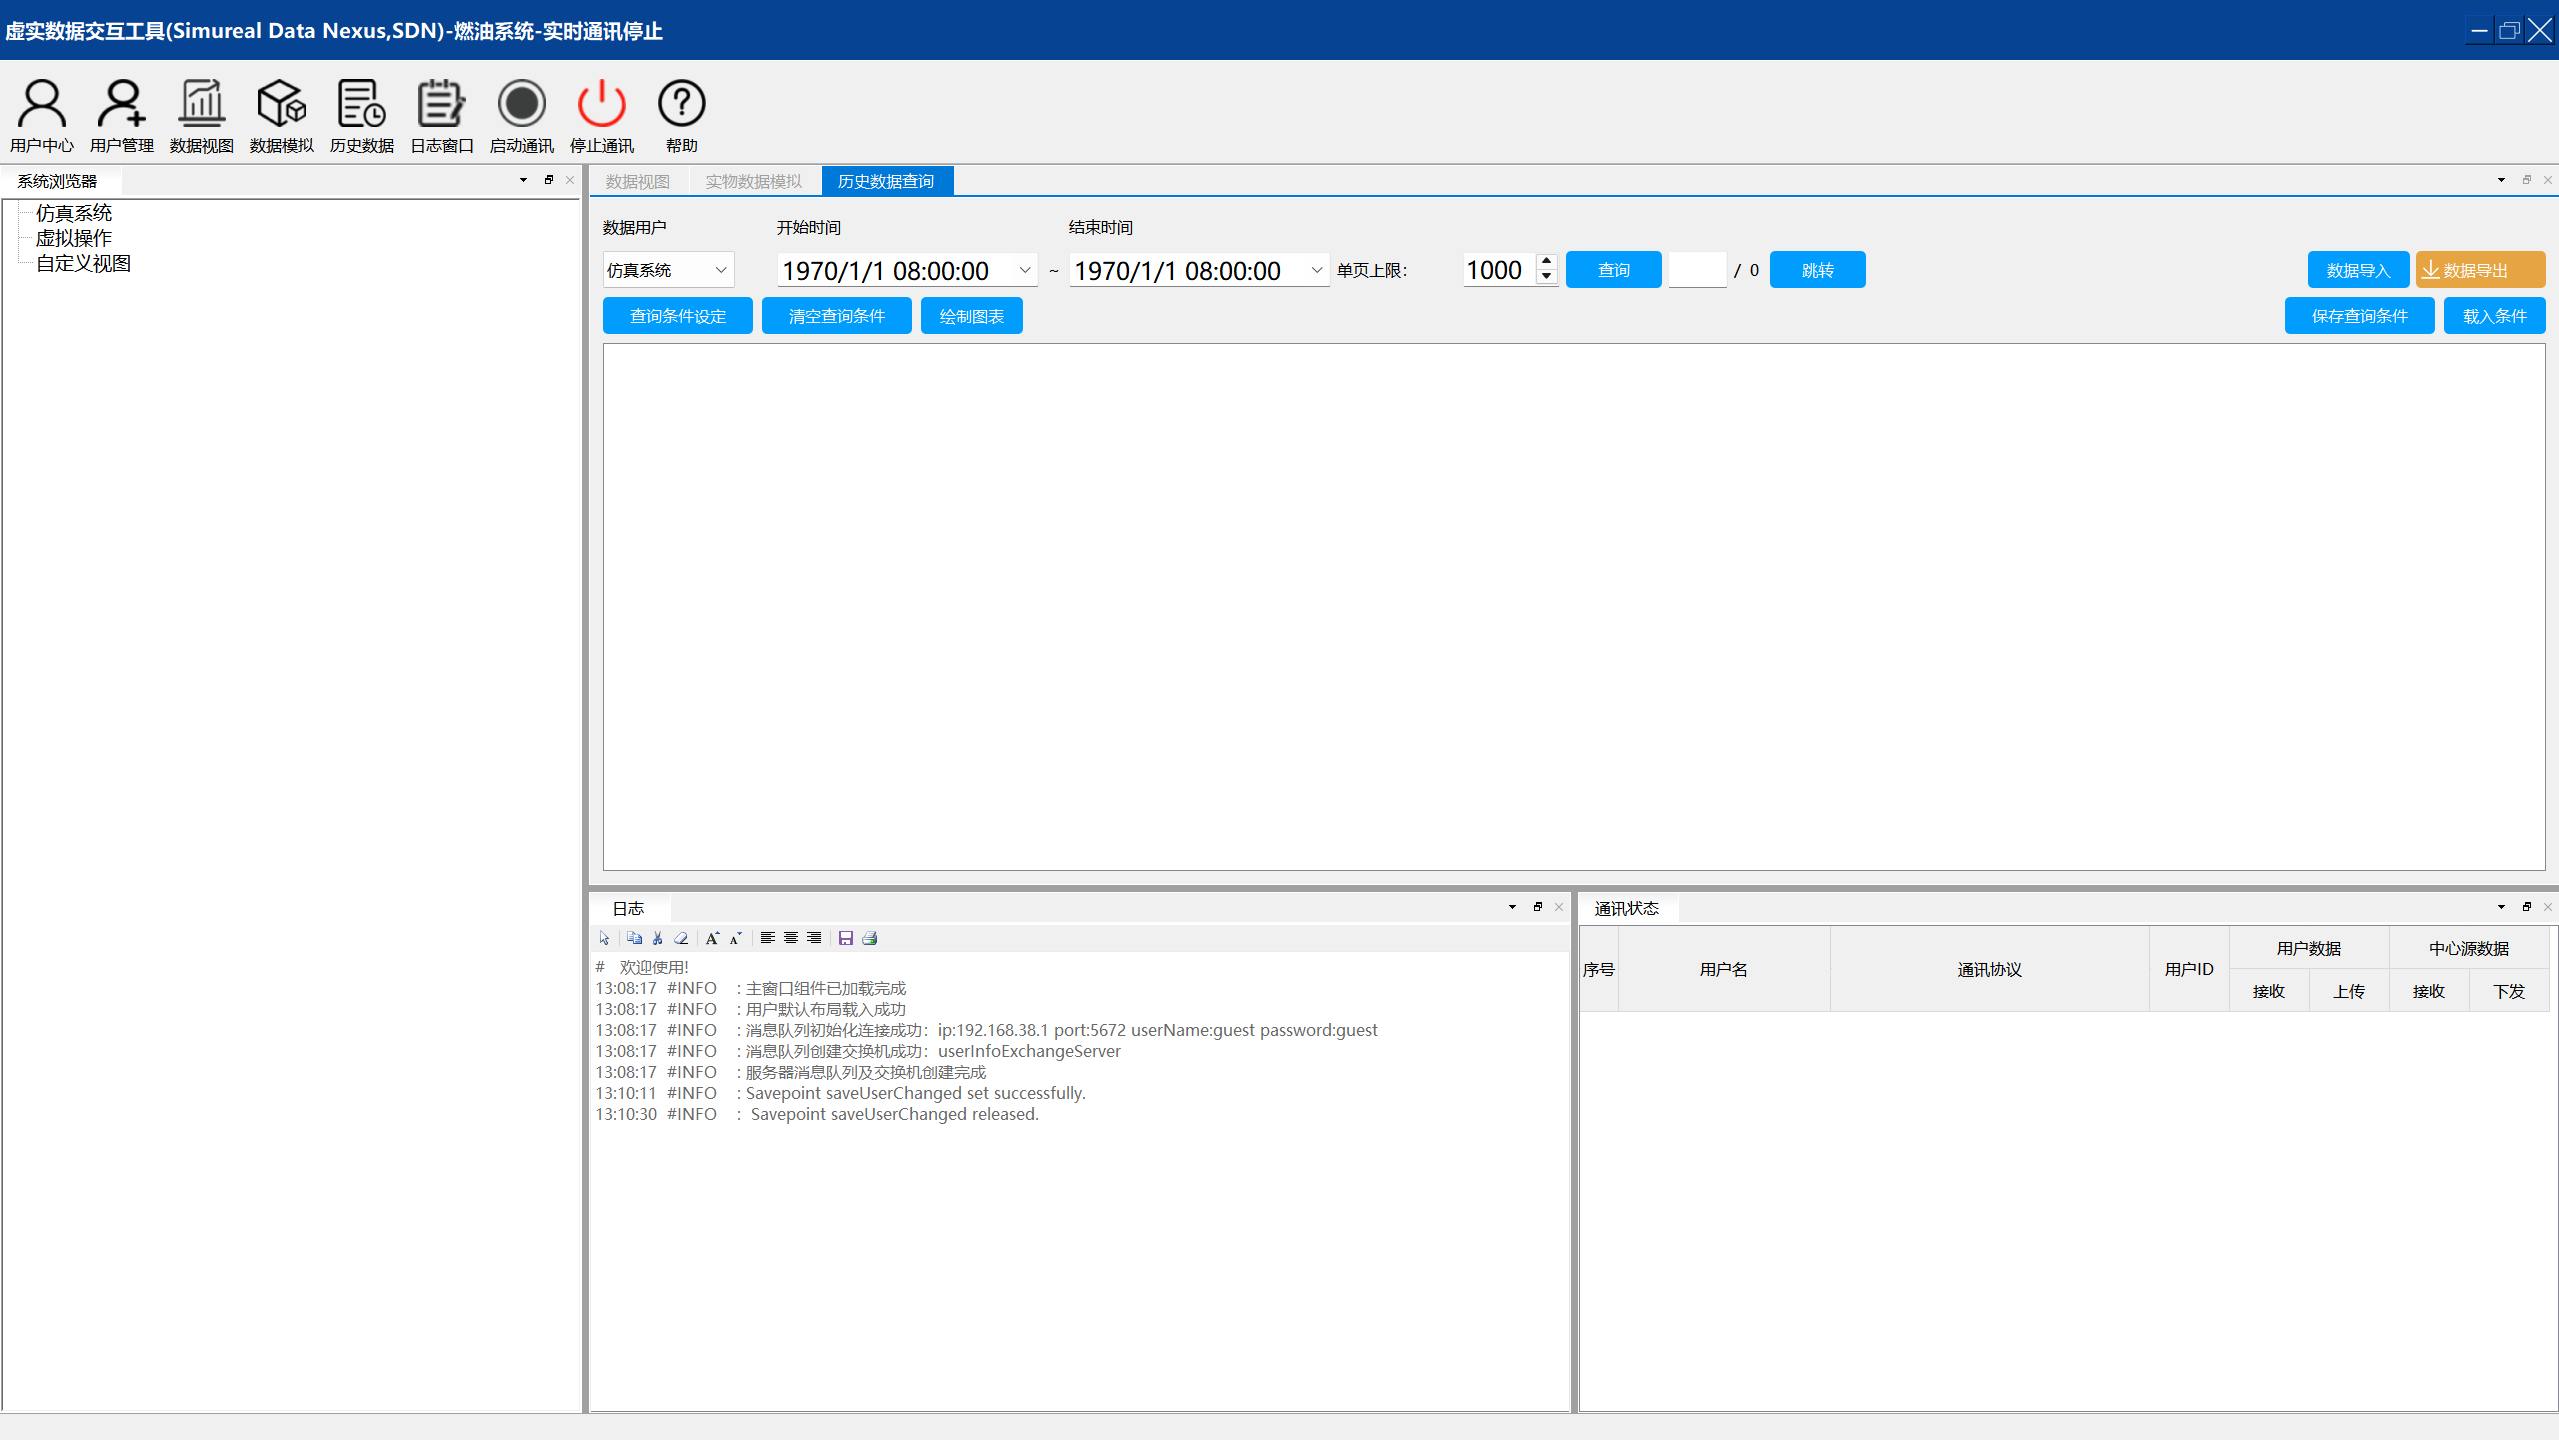 虚实数据交互工具(Simureal Data Nexus,SDN)-燃油系统-实时通讯停止
用户中心 用户管理 数据视图 数据模拟 历史数据 日志窗口 启动通讯 停止通讯 帮助
系统浏览器
仿真系统
虚拟操作
自定义视图
数据视图 实物数据模拟 历史数据查询
数据用户 开始时间 结束时间
仿真系统 1970/1/1 08:00:00 ~ 1970/1/1 08:00:00 单页上限: 1000 查询 / 0 跳转 数据导入 数据导出
查询条件设定 清空查询条件 绘制图表 保存查询条件 载入条件
日志
# 欢迎使用!
13:08:17 #INFO : 主窗口组件已加载完成
13:08:17 #INFO : 用户默认布局载入成功
13:08:17 #INFO : 消息队列初始化连接成功: ip:192.168.38.1 port:5672 userName:guest password:guest
13:08:17 #INFO : 消息队列创建交换机成功: userInfoExchangeServer
13:08:17 #INFO : 服务器消息队列及交换机创建完成
13:10:11 #INFO : Savepoint saveUserChanged set successfully.
13:10:30 #INFO : Savepoint saveUserChanged released.
通讯状态
序号 用户名 通讯协议 用户ID 用户数据 中心源数据
接收 上传 接收 下发